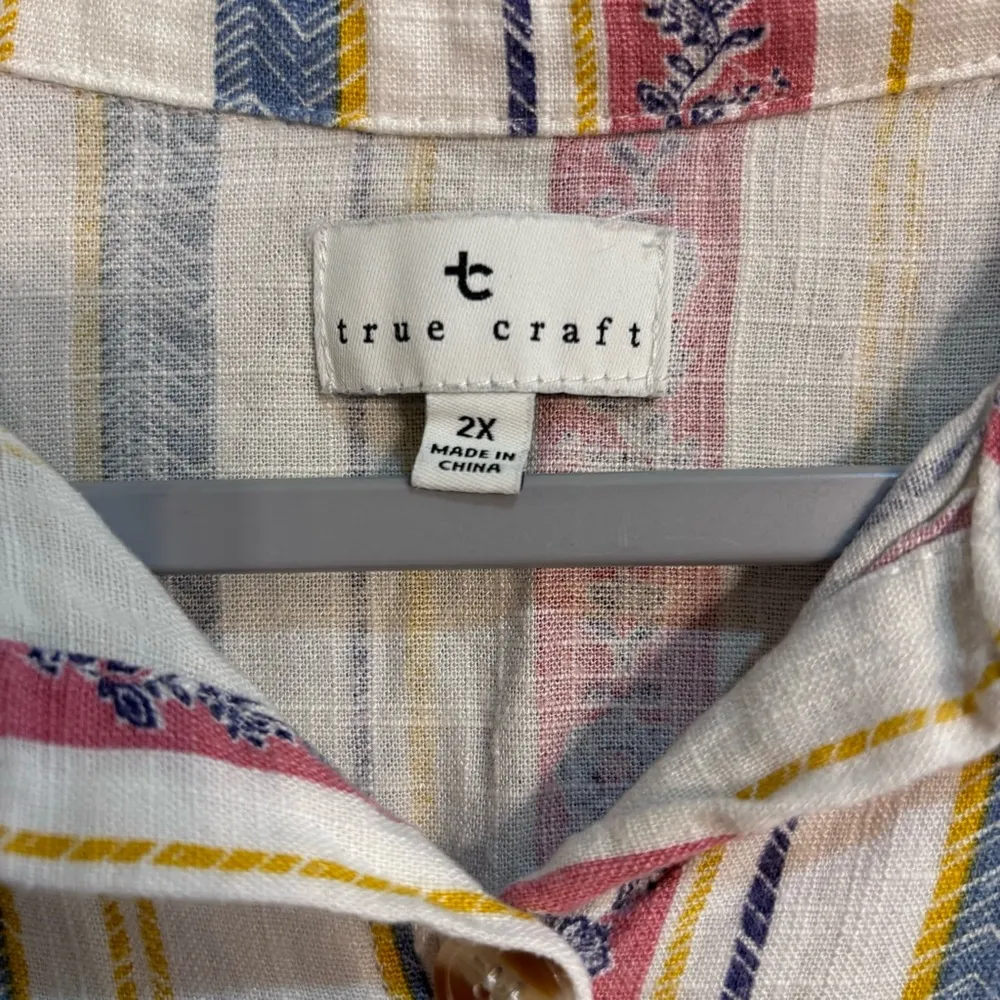 tc
true craft
2X
MADE IN
CHINA